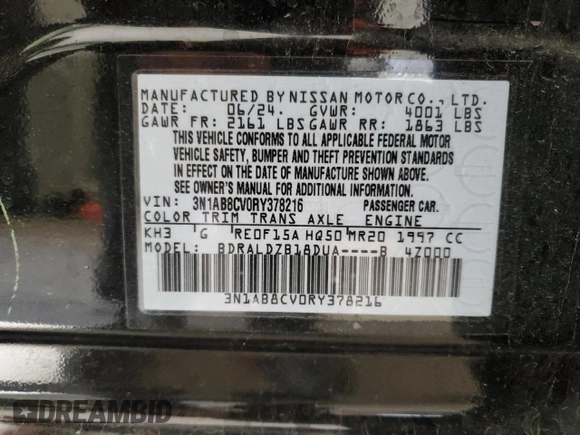 MANUFACTURED BY NISSAN MOTOR CO., LTD.
DATE: 06/24. GVWR: 4001 LBS
GAWR FR: 2161 LBS GAWR RR: 1863 LBS
THIS VEHICLE CONFORMS TO ALL APPLICABLE FEDERAL MOTOR
VEHICLE SAFETY, BUMPER AND THEFT PREVENTION STANDARDS
IN EFFECT ON THE DATE OF MANUFACTURE SHOWN ABOVE.
SEE OWNER'S MANUAL FOR ADDITIONAL INFORMATION.
VIN: 3N1AB8CV0RY378216 PASSENGER CAR.
COLOR TRIM TRANS AXLE ENGINE
KH3 G RE0F15A HQ50 MR20 1997 CC
MODEL: BDRALDZB18DUA----B 4Z000
3N1AB8CV0RY378216
DREAMBID